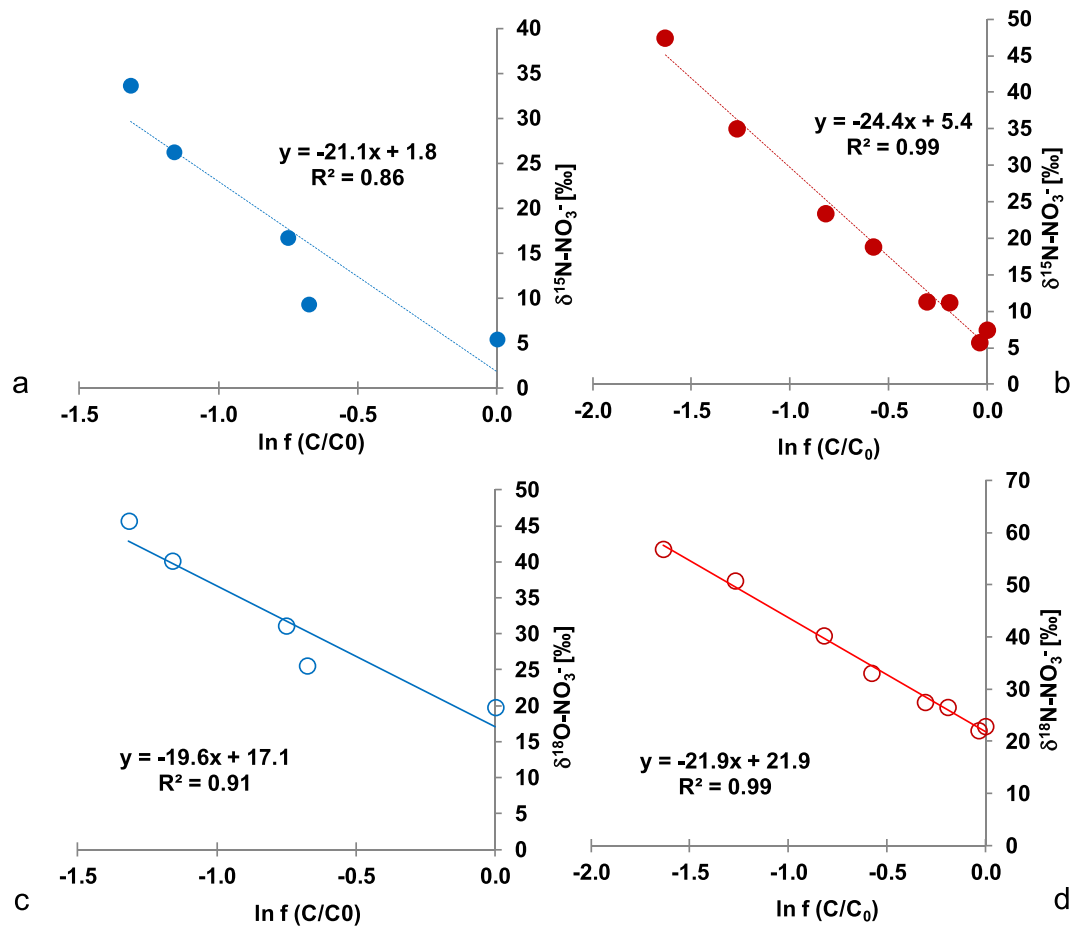 40
35
30
25
20
15
10
5
0
y = -21.1x + 1.8
R² = 0.86
δ¹⁵N-NO₃⁻ [‰]
-1.5
-1.0
-0.5
0.0
ln f (C/C0)
a
50
45
40
35
30
25
20
15
10
5
0
y = -24.4x + 5.4
R² = 0.99
δ¹⁵N-NO₃⁻ [‰]
-2.0
-1.5
-1.0
-0.5
0.0
ln f (C/C₀)
b
50
45
40
35
30
25
20
15
10
5
0
y = -19.6x + 17.1
R² = 0.91
δ¹⁸O-NO₃⁻ [‰]
-1.5
-1.0
-0.5
0.0
ln f (C/C0)
c
70
60
50
40
30
20
10
0
y = -21.9x + 21.9
R² = 0.99
δ¹⁸N-NO₃⁻ [‰]
-2.0
-1.5
-1.0
-0.5
0.0
ln f (C/C₀)
d